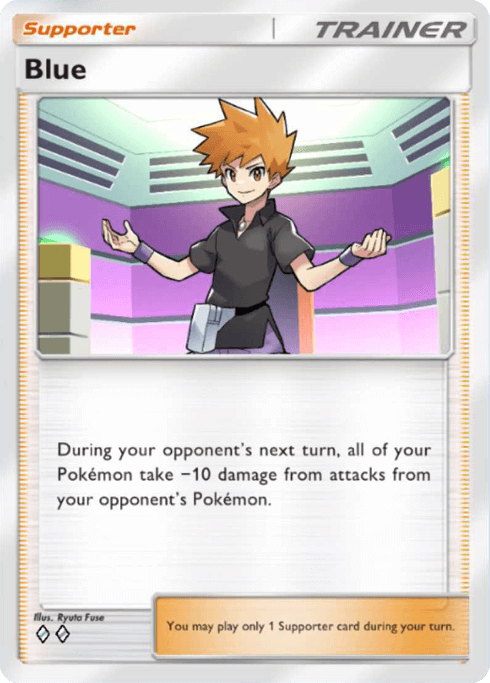 Supporter
TRAINER
Blue
During your opponent's next turn, all of your
Pokémon take −10 damage from attacks from
your opponent's Pokémon.
Illus. Ryuta Fuse
You may play only 1 Supporter card during your turn.